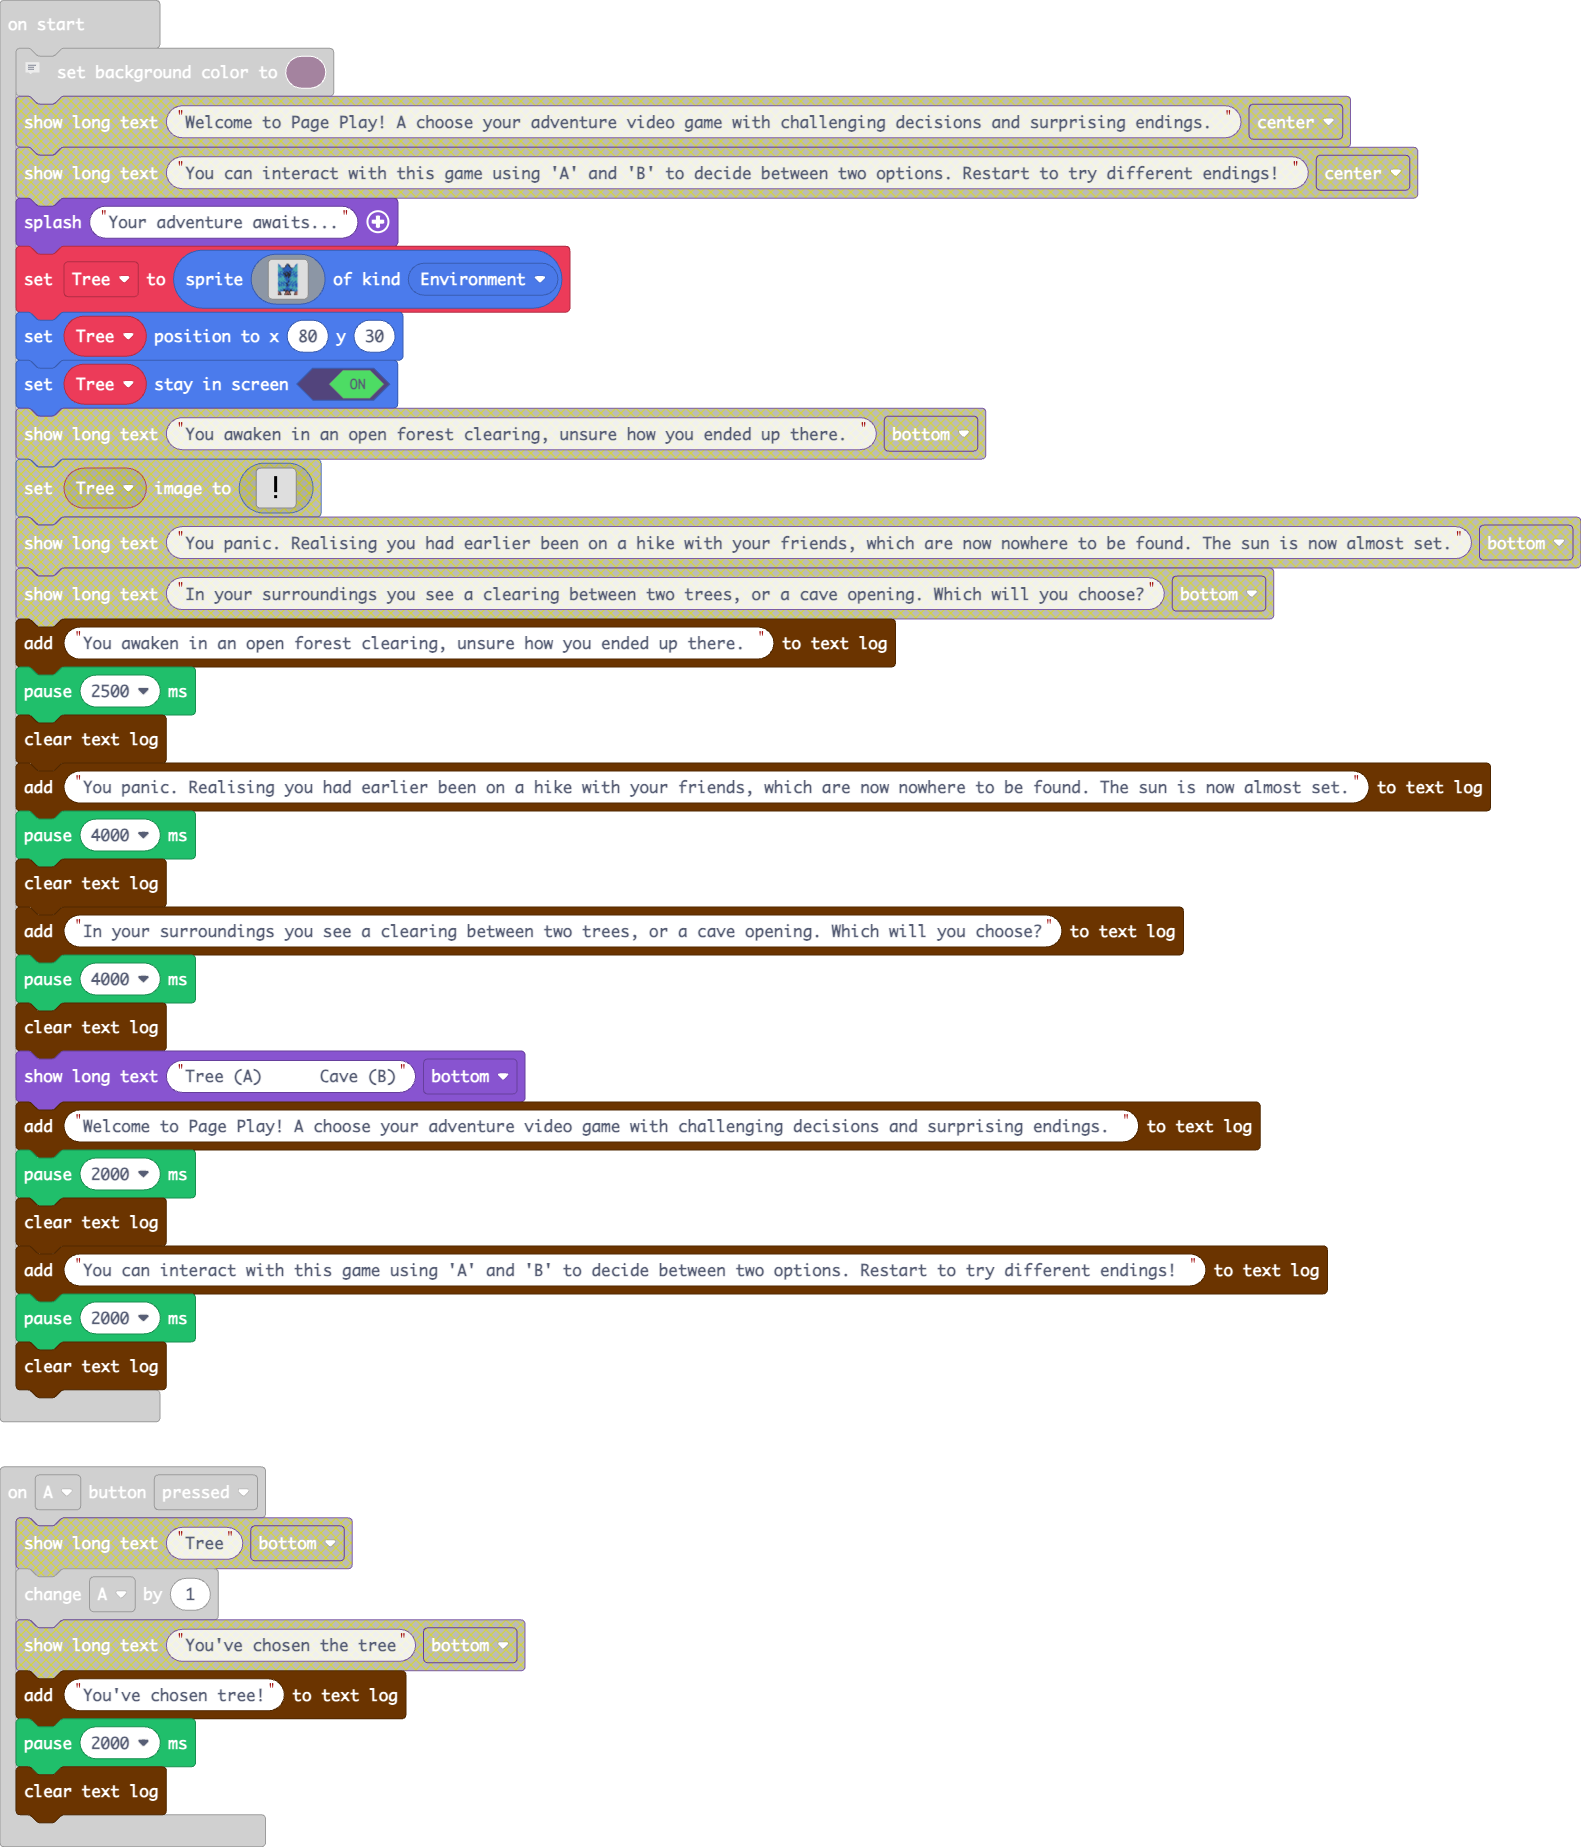 on start
set background color to
show long text "Welcome to Page Play! A choose your adventure video game with challenging decisions and surprising endings. " center
show long text "You can interact with this game using 'A' and 'B' to decide between two options. Restart to try different endings! " center
splash "Your adventure awaits..."
set Tree to sprite of kind Environment
set Tree position to x 80 y 30
set Tree stay in screen ON
show long text "You awaken in an open forest clearing, unsure how you ended up there. " bottom
set Tree image to !
show long text "You panic. Realising you had earlier been on a hike with your friends, which are now nowhere to be found. The sun is now almost set." bottom
show long text "In your surroundings you see a clearing between two trees, or a cave opening. Which will you choose?" bottom
add "You awaken in an open forest clearing, unsure how you ended up there. " to text log
pause 2500 ms
clear text log
add "You panic. Realising you had earlier been on a hike with your friends, which are now nowhere to be found. The sun is now almost set." to text log
pause 4000 ms
clear text log
add "In your surroundings you see a clearing between two trees, or a cave opening. Which will you choose?" to text log
pause 4000 ms
clear text log
show long text "Tree (A)      Cave (B)" bottom
add "Welcome to Page Play! A choose your adventure video game with challenging decisions and surprising endings. " to text log
pause 2000 ms
clear text log
add "You can interact with this game using 'A' and 'B' to decide between two options. Restart to try different endings! " to text log
pause 2000 ms
clear text log
on A button pressed
show long text "Tree" bottom
change A by 1
show long text "You've chosen the tree" bottom
add "You've chosen tree!" to text log
pause 2000 ms
clear text log